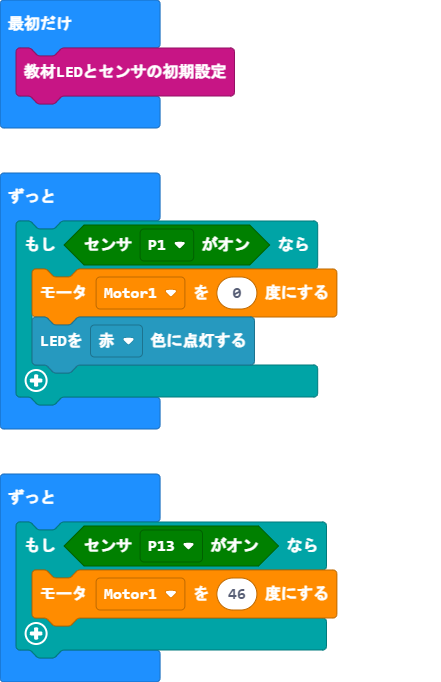 最初だけ
教材LEDとセンサの初期設定
ずっと
もし センサ P1 がオン なら
モータ Motor1 を 0 度にする
LEDを 赤 色に点灯する
ずっと
もし センサ P13 がオン なら
モータ Motor1 を 46 度にする